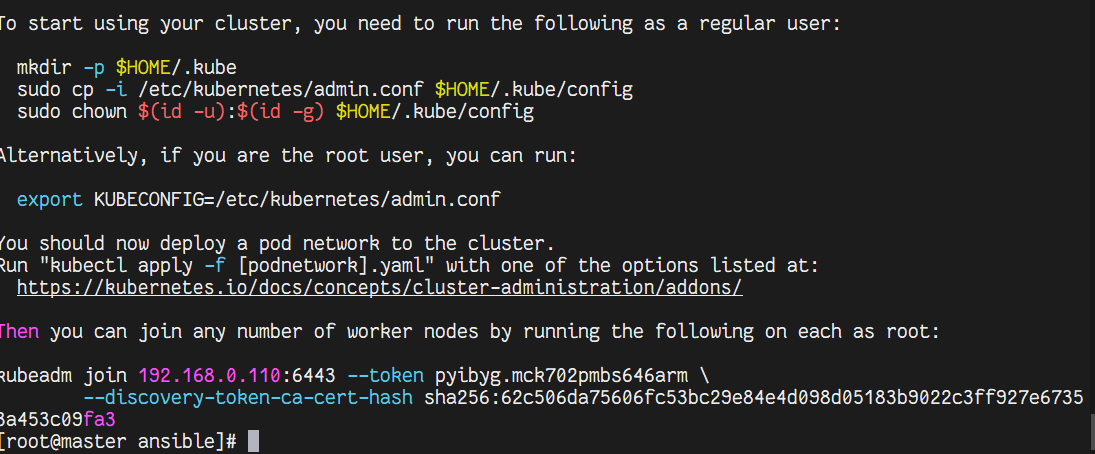 To start using your cluster, you need to run the following as a regular user:
mkdir -p $HOME/.kube
sudo cp -i /etc/kubernetes/admin.conf $HOME/.kube/config
sudo chown $(id -u):$(id -g) $HOME/.kube/config
Alternatively, if you are the root user, you can run:
export KUBECONFIG=/etc/kubernetes/admin.conf
You should now deploy a pod network to the cluster.
Run "kubectl apply -f [podnetwork].yaml" with one of the options listed at:
https://kubernetes.io/docs/concepts/cluster-administration/addons/
Then you can join any number of worker nodes by running the following on each as root:
kubeadm join 192.168.0.110:6443 --token pyibyg.mck702pmbs646arm \
--discovery-token-ca-cert-hash sha256:62c506da75606fc53bc29e84e4d098d05183b9022c3ff927e6735
8a453c09fa3
[root@master ansible]#